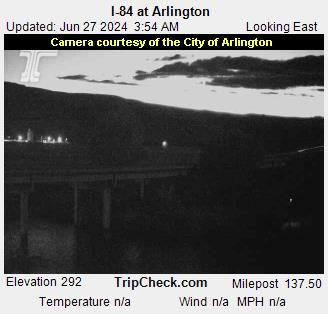 I-84 at Arlington
Updated: Jun 27 2024 3:54 AM Looking East
Camera courtesy of the City of Arlington
Elevation 292 TripCheck.com Milepost 137.50
Temperature n/a Wind n/a MPH n/a